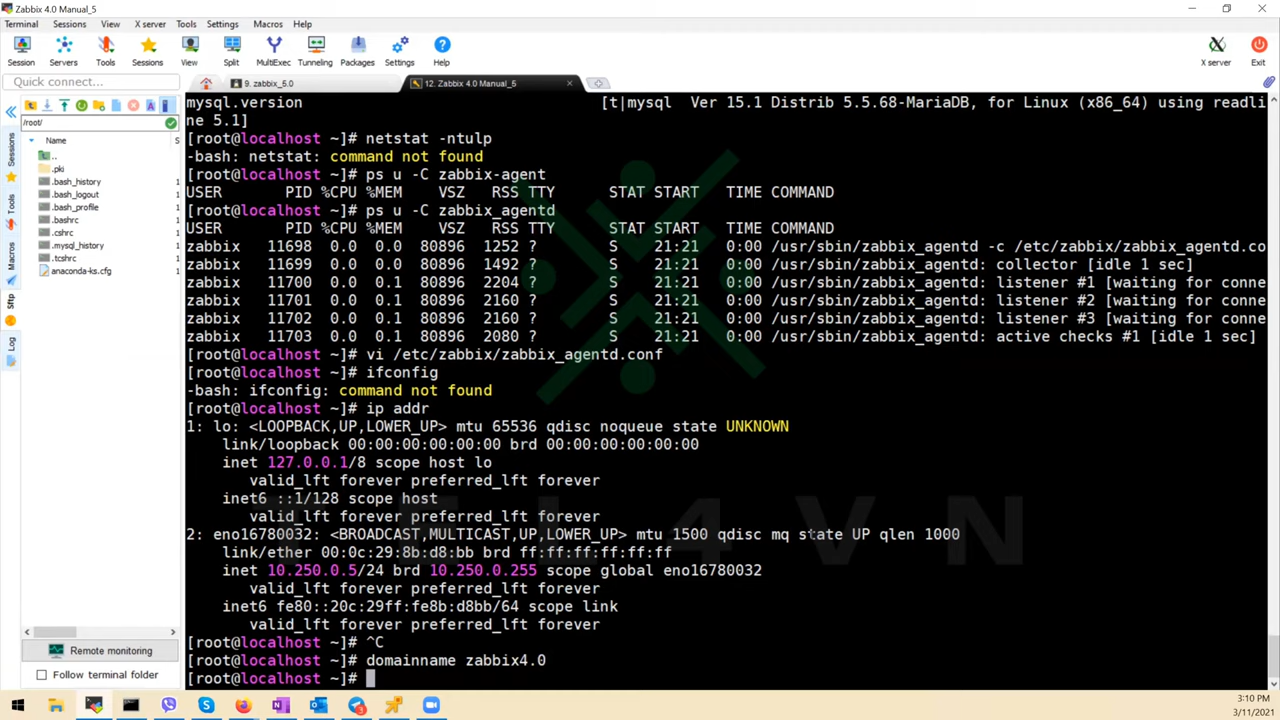 Zabbix 4.0 Manual_5
Terminal Sessions View X server Tools Settings Macros Help
Session Servers Tools Sessions View Split MultiExec Tunneling Packages Settings Help X server Exit
Quick connect...
9. zabbix_5.0
12. Zabbix 4.0 Manual_5
/root/
Name
..
.pki
.bash_history 1
.bash_logout 1
.bash_profile 1
.bashrc 1
.cshrc 1
.mysql_history 1
.tcshrc 1
anaconda-ks.cfg 1
Sessions
Tools
Macros
Sftp
Log
Remote monitoring
Follow terminal folder
mysql.version [t|mysql Ver 15.1 Distrib 5.5.68-MariaDB, for Linux (x86_64) using readli
ne 5.1]
[root@localhost ~]# netstat -ntulp
-bash: netstat: command not found
[root@localhost ~]# ps u -C zabbix-agent
USER PID %CPU %MEM VSZ RSS TTY STAT START TIME COMMAND
[root@localhost ~]# ps u -C zabbix_agentd
USER PID %CPU %MEM VSZ RSS TTY STAT START TIME COMMAND
zabbix 11698 0.0 0.1 80896 1252 ? S 21:21 0:00 /usr/sbin/zabbix_agentd -c /etc/zabbix/zabbix_agentd.co
zabbix 11699 0.0 0.1 80896 1492 ? S 21:21 0:00 /usr/sbin/zabbix_agentd: collector [idle 1 sec]
zabbix 11700 0.0 0.1 80896 2204 ? S 21:21 0:00 /usr/sbin/zabbix_agentd: listener #1 [waiting for conne
zabbix 11701 0.0 0.1 80896 2160 ? S 21:21 0:00 /usr/sbin/zabbix_agentd: listener #2 [waiting for conne
zabbix 11702 0.0 0.1 80896 2160 ? S 21:21 0:00 /usr/sbin/zabbix_agentd: listener #3 [waiting for conne
zabbix 11703 0.0 0.1 80896 2080 ? S 21:21 0:00 /usr/sbin/zabbix_agentd: active checks #1 [idle 1 sec]
[root@localhost ~]# vi /etc/zabbix/zabbix_agentd.conf
[root@localhost ~]# ifconfig
-bash: ifconfig: command not found
[root@localhost ~]# ip addr
1: lo: <LOOPBACK,UP,LOWER_UP> mtu 65536 qdisc noqueue state UNKNOWN
link/loopback 00:00:00:00:00:00 brd 00:00:00:00:00:00
inet 127.0.0.1/8 scope host lo
valid_lft forever preferred_lft forever
inet6 ::1/128 scope host
valid_lft forever preferred_lft forever
2: eno16780032: <BROADCAST,MULTICAST,UP,LOWER_UP> mtu 1500 qdisc mq state UP qlen 1000
link/ether 00:0c:29:8b:d8:bb brd ff:ff:ff:ff:ff:ff
inet 10.250.0.5/24 brd 10.250.0.255 scope global eno16780032
valid_lft forever preferred_lft forever
inet6 fe80::20c:29ff:fe8b:d8bb/64 scope link
valid_lft forever preferred_lft forever
[root@localhost ~]# ^C
[root@localhost ~]# domainname zabbix4.0
[root@localhost ~]#
TEL4VN
3:10 PM
3/11/2021